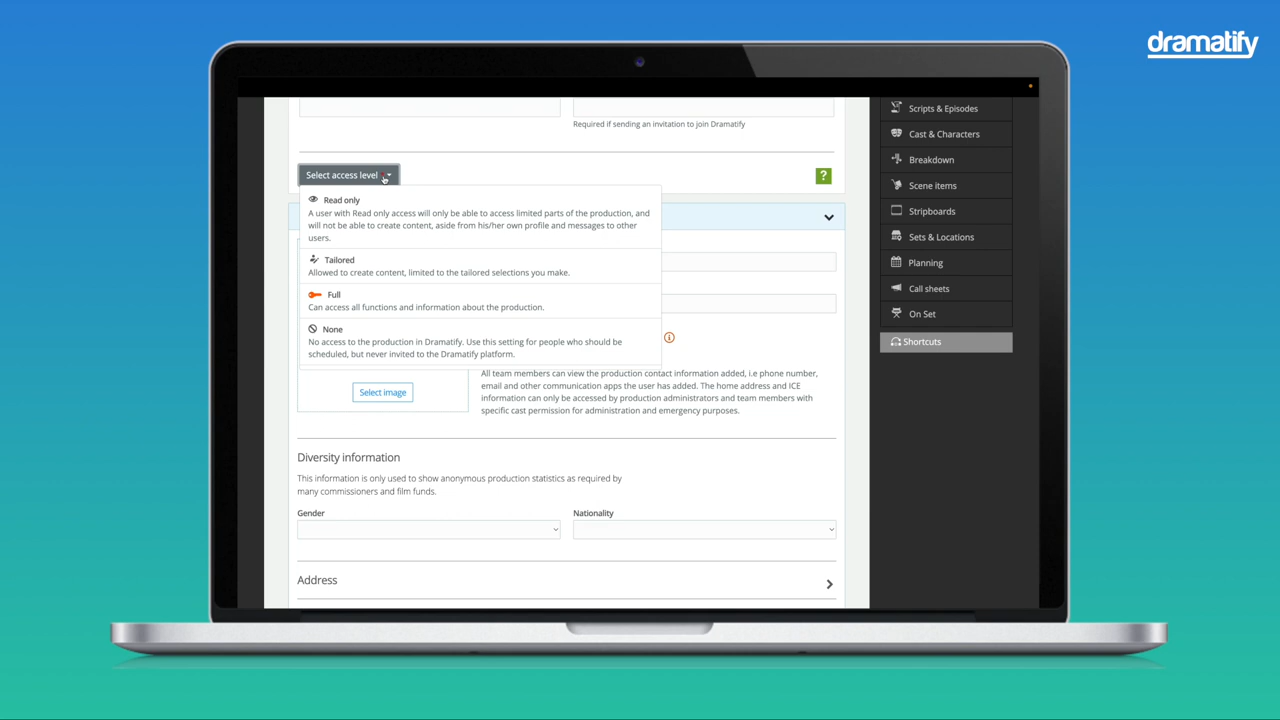 dramatify
Required if sending an invitation to join Dramatify
Select access level
?
Read only
A user with Read only access will only be able to access limited parts of the production, and
will not be able to create content, aside from his/her own profile and messages to other
users.
Tailored
Allowed to create content, limited to the tailored selections you make.
Full
Can access all functions and information about the production.
None
No access to the production in Dramatify. Use this setting for people who should be
scheduled, but never invited to the Dramatify platform.
All team members can view the production contact information added, i.e phone number,
email and other communication apps the user has added. The home address and ICE
information can only be accessed by production administrators and team members with
specific cast permission for administration and emergency purposes.
Select image
Diversity information
This information is only used to show anonymous production statistics as required by
many commissioners and film funds.
Gender
Nationality
Address
Scripts & Episodes
Cast & Characters
Breakdown
Scene items
Stripboards
Sets & Locations
Planning
Call sheets
On Set
Shortcuts